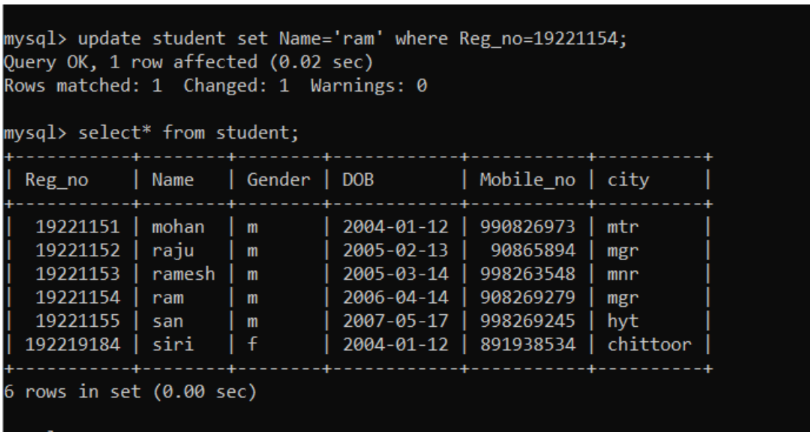 mysql> update student set Name='ram' where Reg_no=19221154;
Query OK, 1 row affected (0.02 sec)
Rows matched: 1  Changed: 1  Warnings: 0
mysql> select* from student;
+-----------+--------+--------+------------+-----------+----------+
| Reg_no    | Name   | Gender | DOB        | Mobile_no | city     |
+-----------+--------+--------+------------+-----------+----------+
|  19221151 | mohan  | m      | 2004-01-12 | 990826973 | mtr      |
|  19221152 | raju   | m      | 2005-02-13 |  90865894 | mgr      |
|  19221153 | ramesh | m      | 2005-03-14 | 998263548 | mnr      |
|  19221154 | ram    | m      | 2006-04-14 | 908269279 | mgr      |
|  19221155 | san    | m      | 2007-05-17 | 998269245 | hyt      |
| 192219184 | siri   | f      | 2004-01-12 | 891938534 | chittoor |
+-----------+--------+--------+------------+-----------+----------+
6 rows in set (0.00 sec)